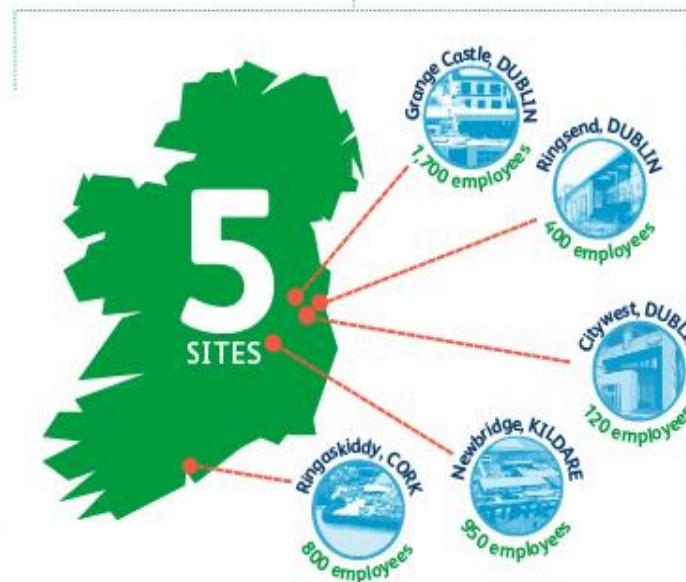 5
SITES
Grange Castle, DUBLIN
1,700 employees
Ringsend, DUBLIN
400 employees
Citywest, DUBLI
120 employees
Newbridge, KILDARE
950 employees
Ringaskiddy, CORK
800 employees